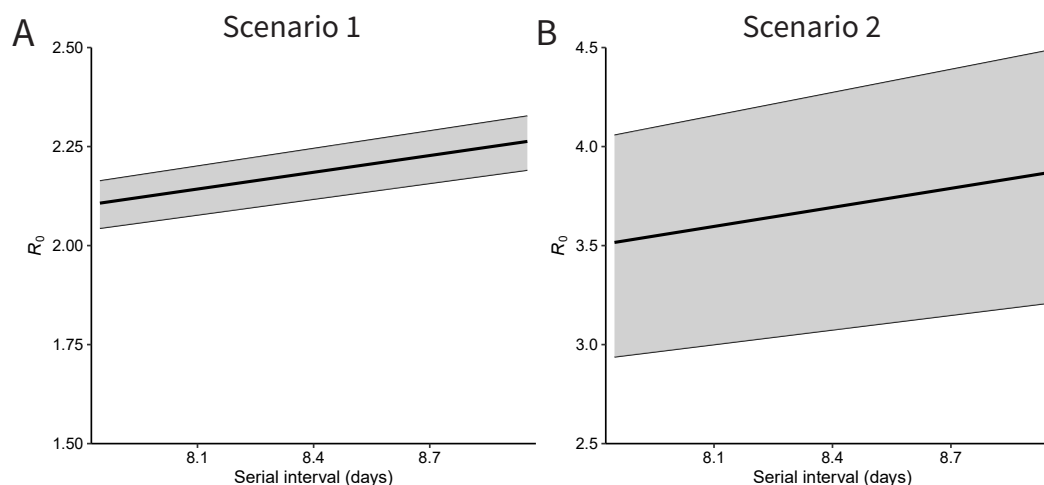 A
Scenario 1
2.50
2.25
2.00
1.75
1.50
R0
8.1
8.4
8.7
Serial interval (days)
B
Scenario 2
4.5
4.0
3.5
3.0
2.5
R0
8.1
8.4
8.7
Serial interval (days)